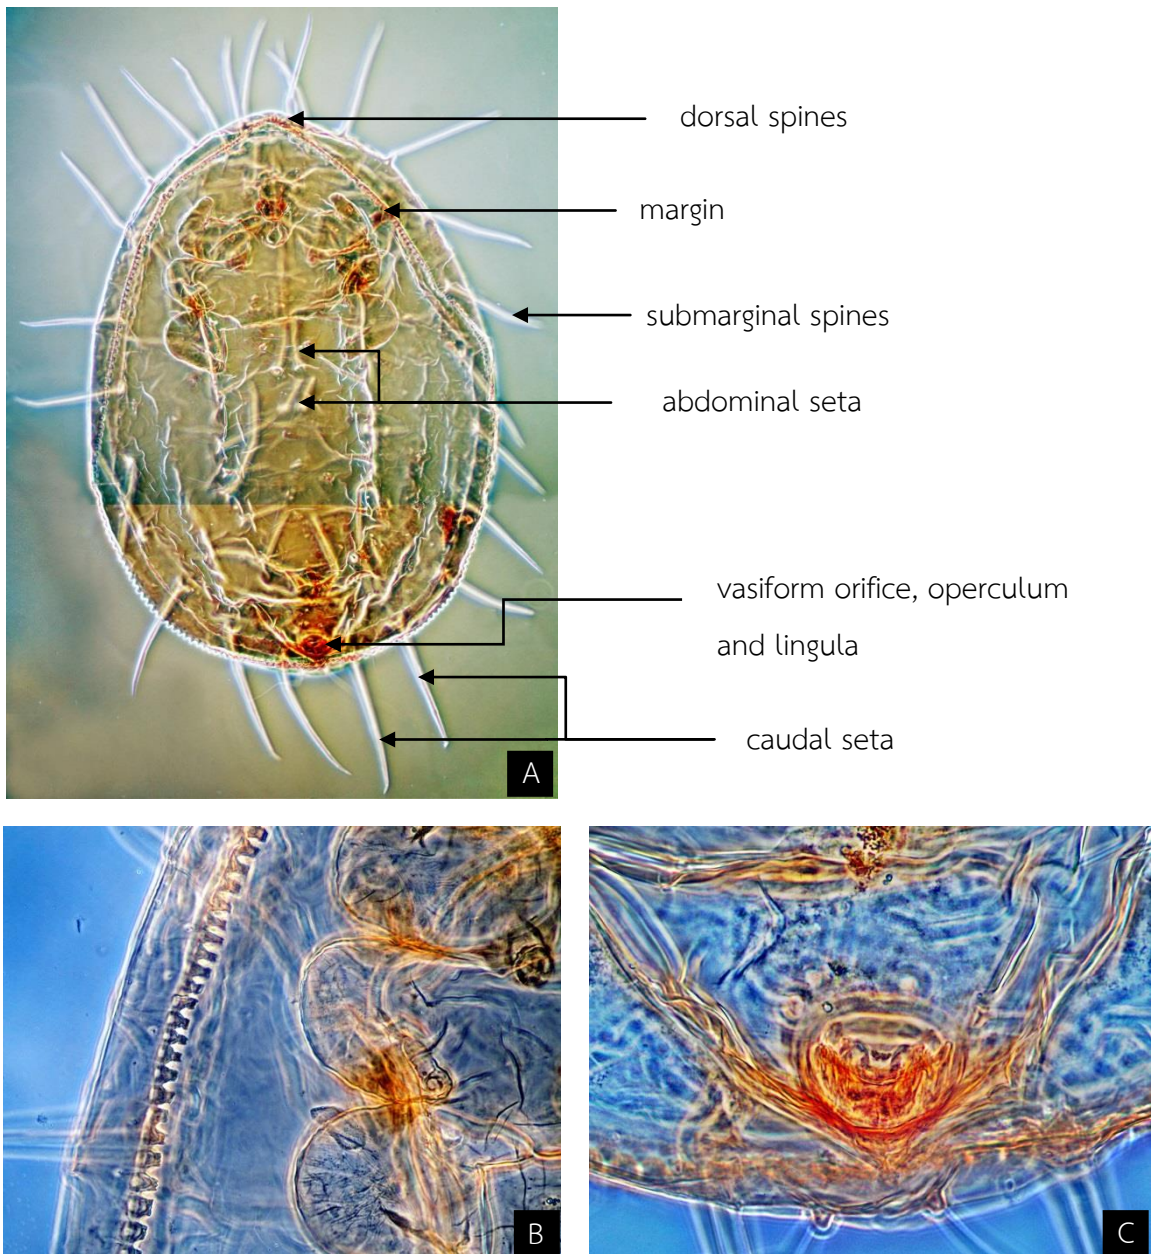 dorsal spines
margin
submarginal spines
abdominal seta
vasiform orifice, operculum
and lingula
caudal seta
A
B
C